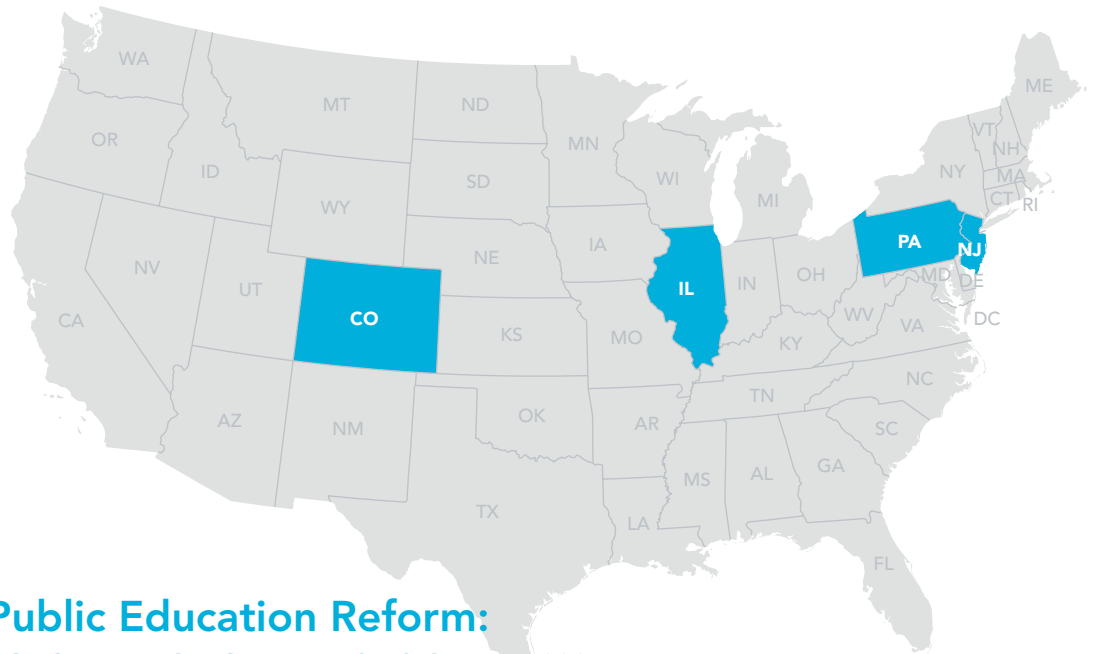 WA
MT
ND
ME
OR
MN
VT
NH
ID
SD
WI
NY
MA
WY
MI
CT
RI
NE
IA
PA
NJ
NV
UT
IL
IN
OH
MD
DE
CA
CO
KS
MO
WV
VA
DC
KY
AZ
NM
OK
AR
TN
NC
SC
MS
AL
GA
TX
LA
FL
Public Education Reform: